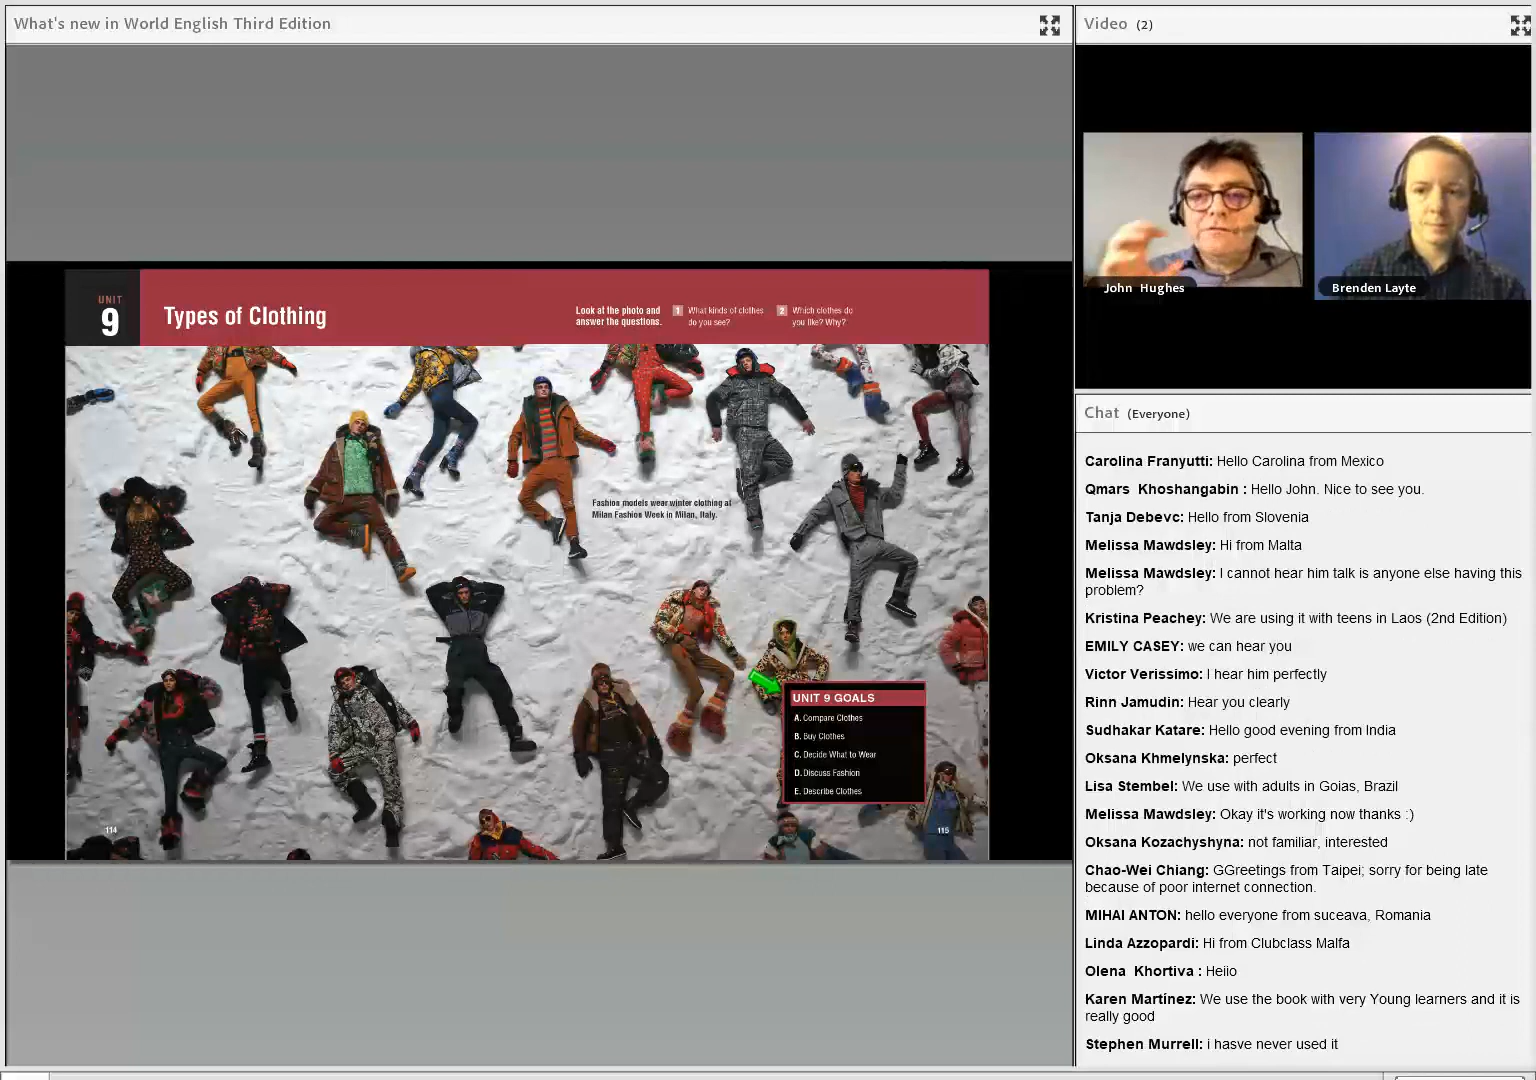 What's new in World English Third Edition
UNIT
9
Types of Clothing
Look at the photo and
answer the questions.
1 What kinds of clothes
do you see?
2 Which clothes do
you like? Why?
Fashion models wear winter clothing at
Milan Fashion Week in Milan, Italy.
UNIT 9 GOALS
A. Compare Clothes
B. Buy Clothes
C. Decide What to Wear
D. Discuss Fashion
E. Describe Clothes
114
115
Video (2)
John Hughes
Brenden Layte
Chat (Everyone)
Carolina Franyutti: Hello Carolina from Mexico
Qmars Khoshangabin : Hello John. Nice to see you.
Tanja Debevc: Hello from Slovenia
Melissa Mawdsley: Hi from Malta
Melissa Mawdsley: I cannot hear him talk is anyone else having this
problem?
Kristina Peachey: We are using it with teens in Laos (2nd Edition)
EMILY CASEY: we can hear you
Victor Verissimo: I hear him perfectly
Rinn Jamudin: Hear you clearly
Sudhakar Katare: Hello good evening from India
Oksana Khmelynska: perfect
Lisa Stembel: We use with adults in Goias, Brazil
Melissa Mawdsley: Okay it's working now thanks :)
Oksana Kozachyshyna: not familiar, interested
Chao-Wei Chiang: GGreetings from Taipei; sorry for being late
because of poor internet connection.
MIHAI ANTON: hello everyone from suceava, Romania
Linda Azzopardi: Hi from Clubclass Malfa
Olena Khortiva : Heiio
Karen Martínez: We use the book with very Young learners and it is
really good
Stephen Murrell: i hasve never used it